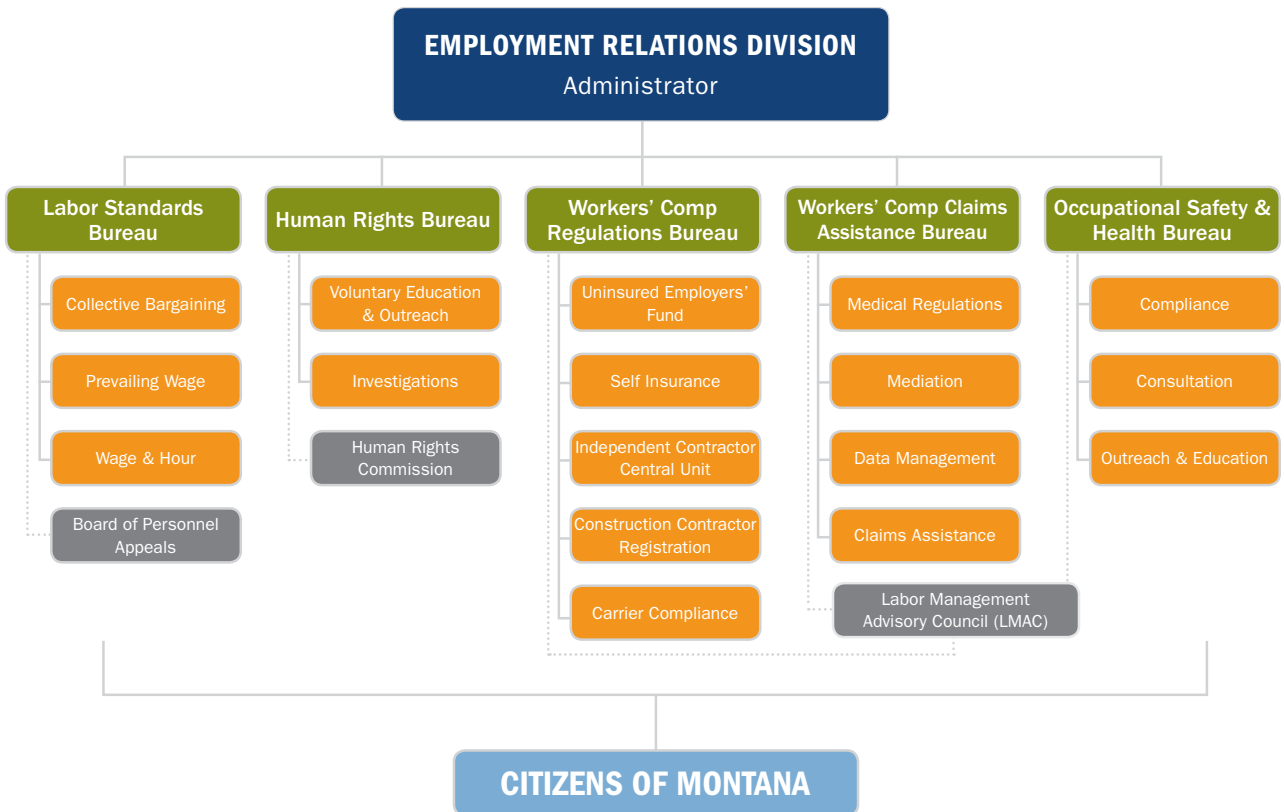 EMPLOYMENT RELATIONS DIVISION
Administrator
Labor Standards
Bureau
Collective Bargaining
Prevailing Wage
Wage & Hour
Board of Personnel
Appeals
Human Rights Bureau
Voluntary Education
& Outreach
Investigations
Human Rights
Commission
Workers’ Comp
Regulations Bureau
Uninsured Employers’
Fund
Self Insurance
Independent Contractor
Central Unit
Construction Contractor
Registration
Carrier Compliance
Workers’ Comp Claims
Assistance Bureau
Medical Regulations
Mediation
Data Management
Claims Assistance
Labor Management
Advisory Council (LMAC)
Occupational Safety &
Health Bureau
Compliance
Consultation
Outreach & Education
CITIZENS OF MONTANA